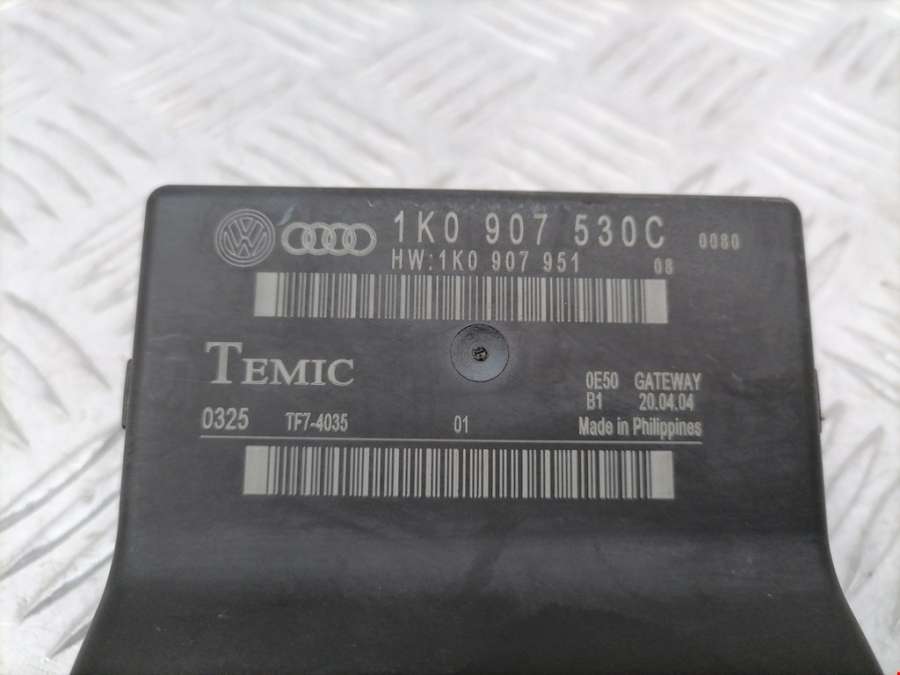 1K0 907 530C 0080
HW:1K0 907 951 08
TEMIC
0E50 GATEWAY
B1 20.04.04
0325 TF7-4035 01 Made in Philippines